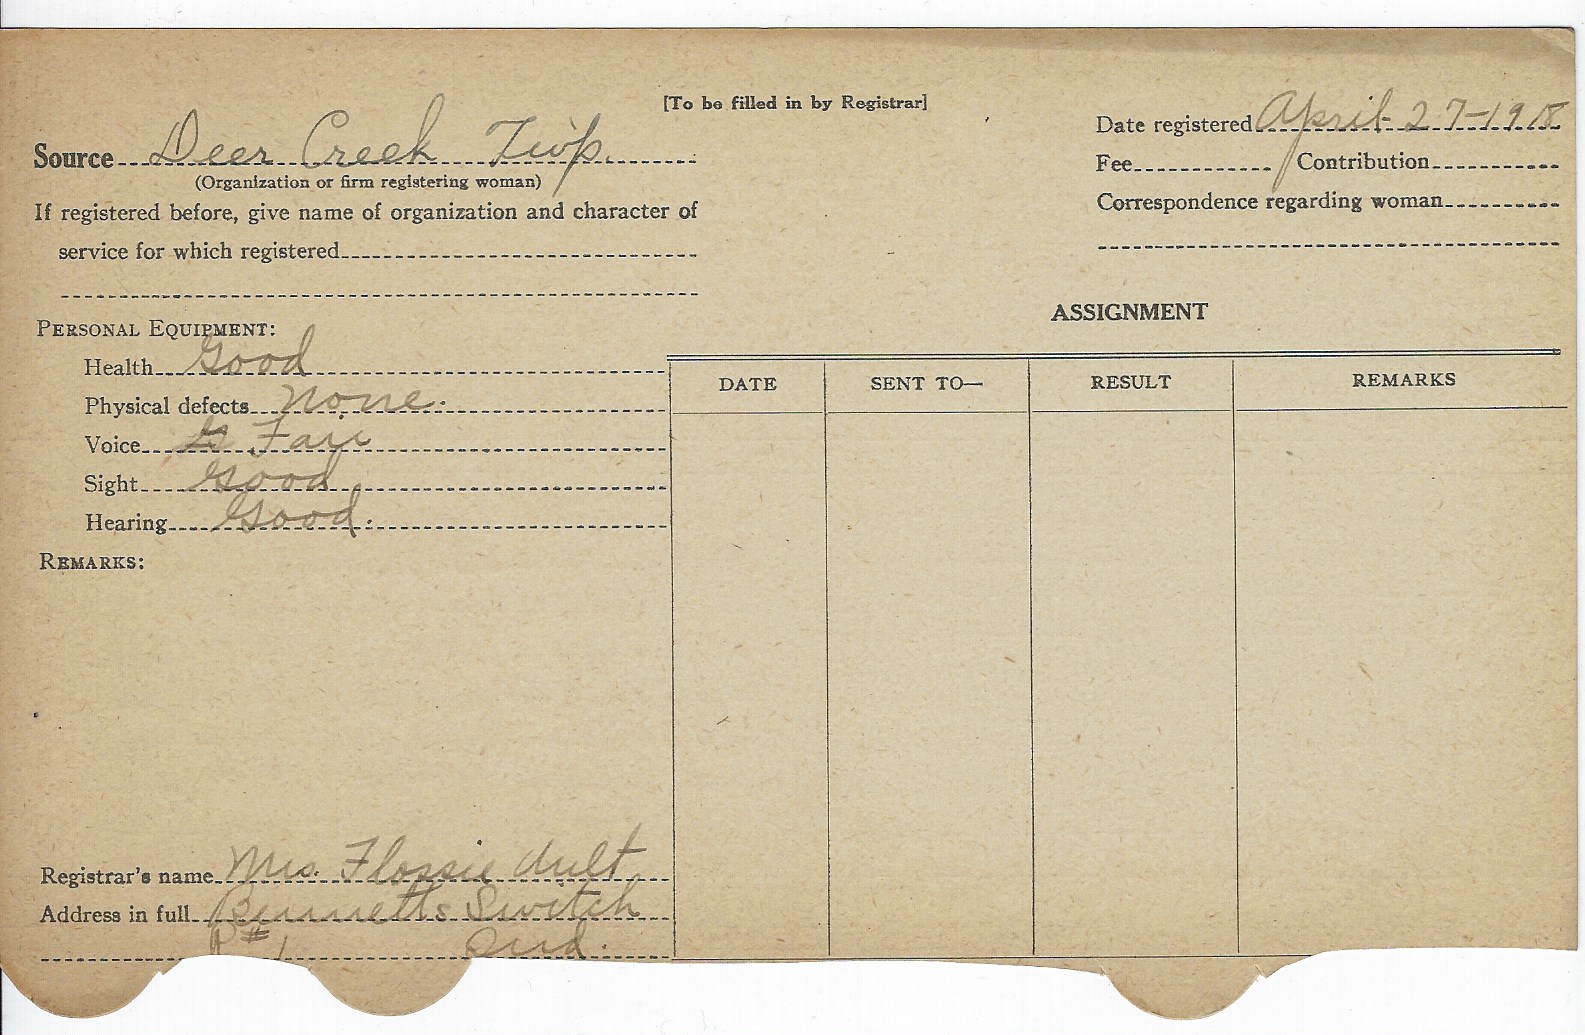 [To be filled in by Registrar]
Source Deer Creek Twp.
(Organization or firm registering woman)
If registered before, give name of organization and character of
service for which registered
Date registered April 27-1918
Fee Contribution
Correspondence regarding woman
PERSONAL EQUIPMENT:
Health Good
Physical defects None.
Voice G Fair
Sight Good
Hearing Good.
REMARKS:
ASSIGNMENT
DATE SENT TO— RESULT REMARKS
Registrar's name Mrs. Flossie Ault
Address in full Bennetts Switch
R#1 Ind.